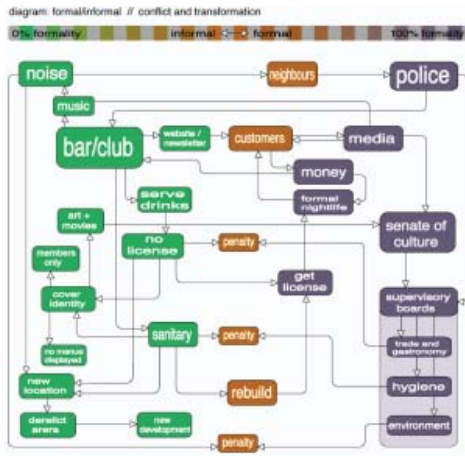 diagram: formal/informal // conflict and transformation
0% formality
informal
formal
100% formality
noise
neighbours
police
music
bar/club
website /
newsletter
customers
media
money
serve
drinks
formal
nightlife
art +
movies
senate of
culture
no
license
penalty
members
only
get
license
cover
identity
supervisory
boards
sanitary
penalty
trade and
gastronomy
no menus
displayed
new
location
rebuild
hygiene
derelict
area
new
development
environment
penalty